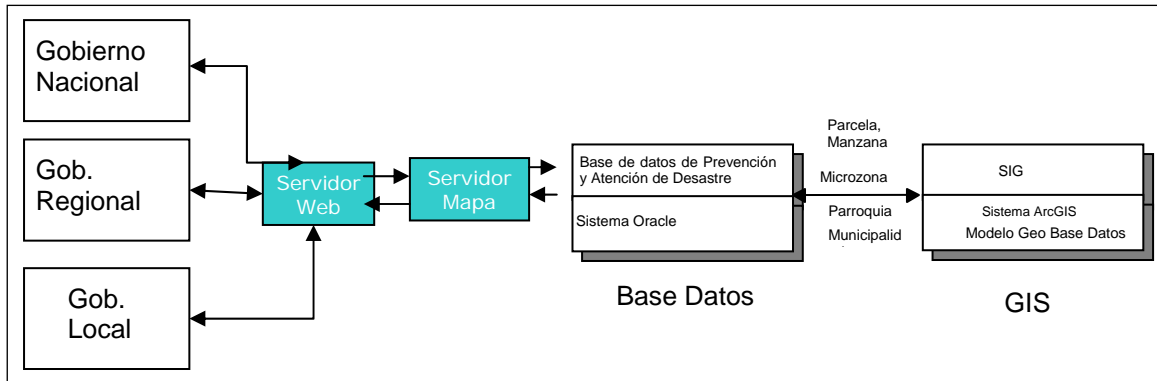 Gobierno
Nacional
Gob.
Regional
Gob.
Local
Servidor
Web
Servidor
Mapa
Base de datos de Prevención
y Atención de Desastre
Sistema Oracle
Base Datos
Parcela,
Manzana
Microzona
Parroquia
Municipalid
SIG
Sistema ArcGIS
Modelo Geo Base Datos
GIS